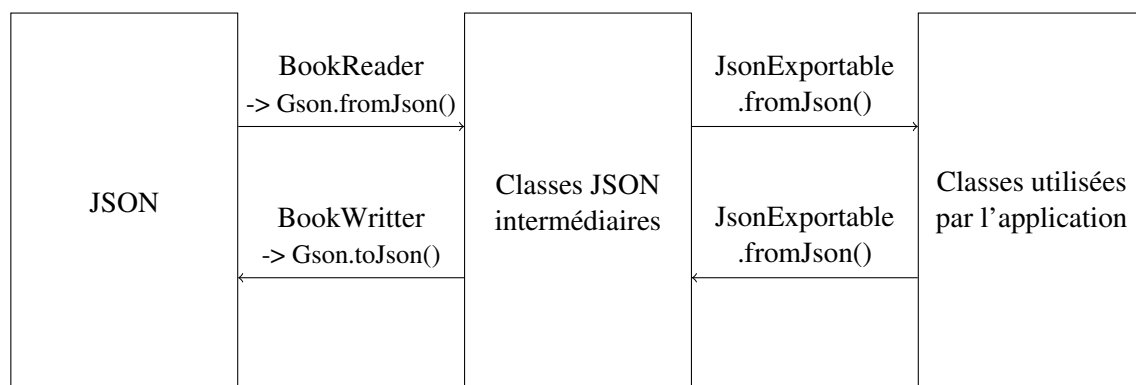 JSON
BookReader
-> Gson.fromJson()
BookWritter
-> Gson.toJson()
Classes JSON
intermédiaires
JsonExportable
.fromJson()
JsonExportable
.fromJson()
Classes utilisées
par l'application